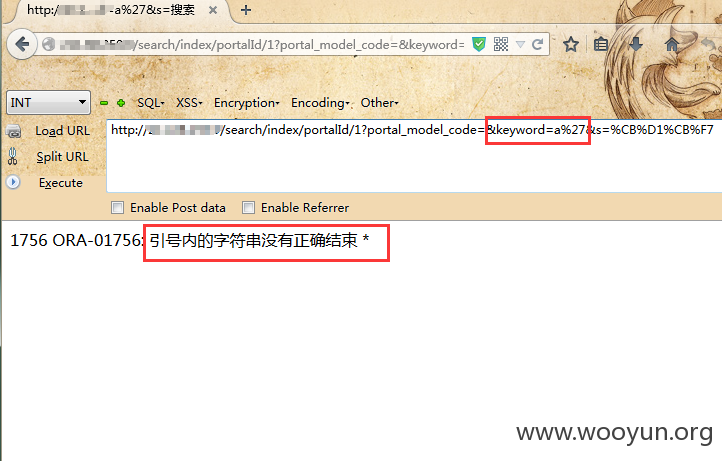 http:/ -a%27&s=搜索
/search/index/portalId/1?portal_model_code=&keyword=
INT SQL- XSS- Encryption- Encoding- Other-
Load URL http:// /search/index/portalId/1?portal_model_code=&keyword=a%27&s=%CB%D1%CB%F7
Split URL
Execute
Enable Post data Enable Referrer
1756 ORA-01756: 引号内的字符串没有正确结束 *
www.wooyun.org